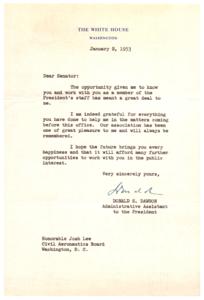 THE WHITE HOUSE
WASHINGTON
January 8, 1953
Dear Senator:
The opportunity given me to know
you and work with you as a member of the
President's staff has meant a great deal to
me.
I am indeed grateful for everything
you have done to help me in the matters coming
before this office. Our association has been
one of great pleasure to me and will always be
remembered.
I hope the future brings you every
happiness and that it will afford many further
opportunities to work with you in the public
interest.
Very sincerely yours,
DONALD S. DAWSON
Administrative Assistant
to the President
Honorable Josh Lee
Civil Aeronautics Board
Washington, D. C.